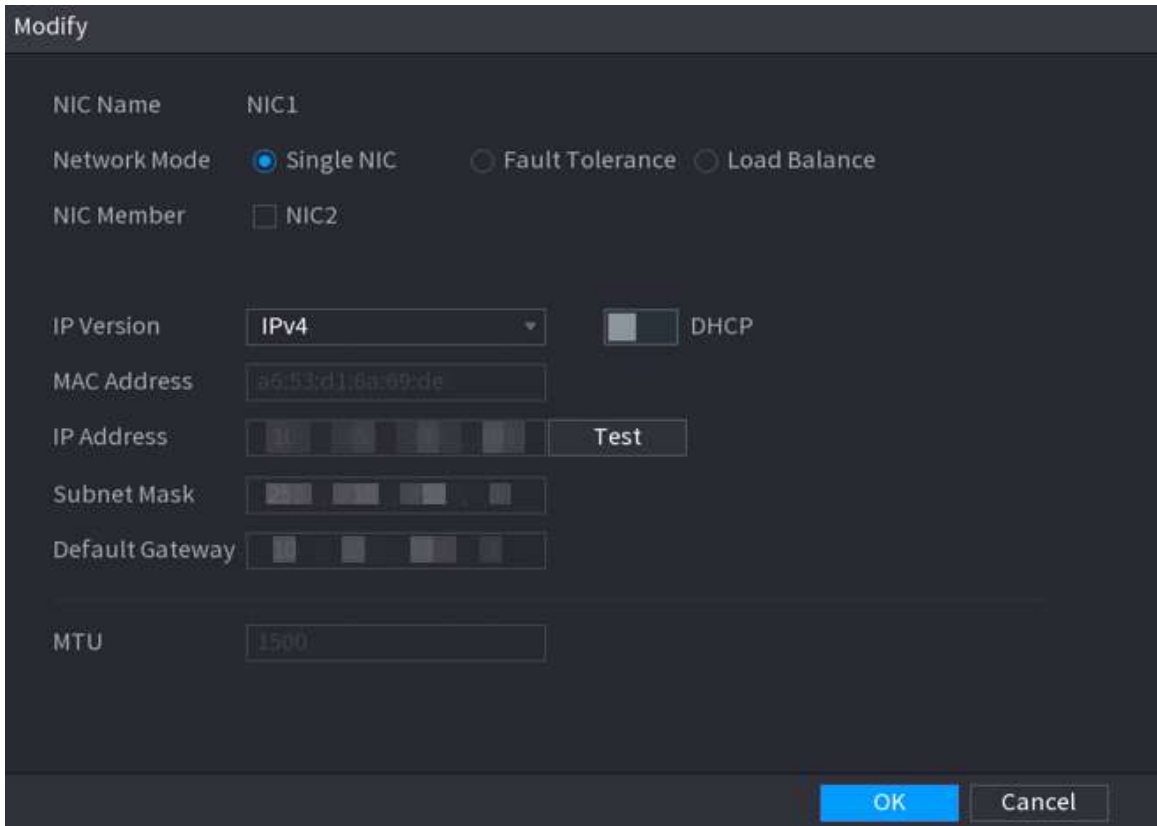 Modify
NIC Name NIC1
Network Mode Single NIC Fault Tolerance Load Balance
NIC Member NIC2
IP Version IPv4 DHCP
MAC Address a6:53:d1:6a:69:de
IP Address Test
Subnet Mask
Default Gateway
MTU 1500
OK Cancel